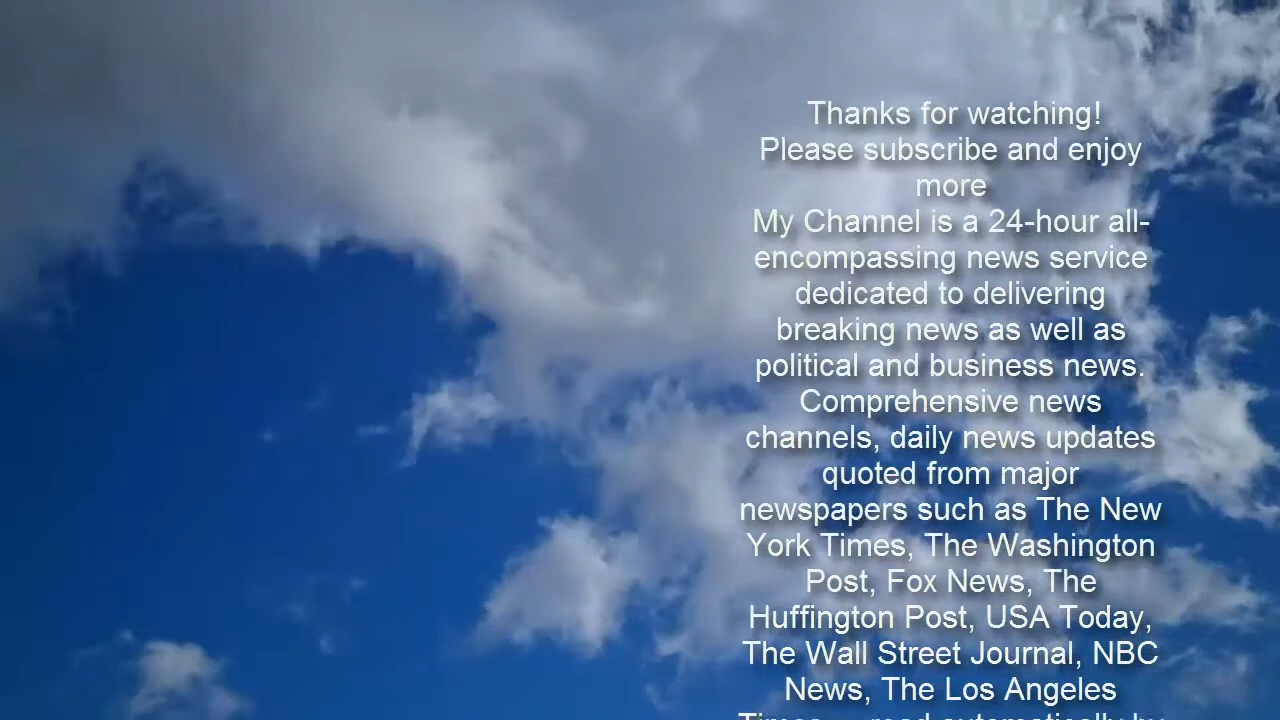 Thanks for watching!
Please subscribe and enjoy
more
My Channel is a 24-hour all-
encompassing news service
dedicated to delivering
breaking news as well as
political and business news.
Comprehensive news
channels, daily news updates
quoted from major
newspapers such as The New
York Times, The Washington
Post, Fox News, The
Huffington Post, USA Today,
The Wall Street Journal, NBC
News, The Los Angeles